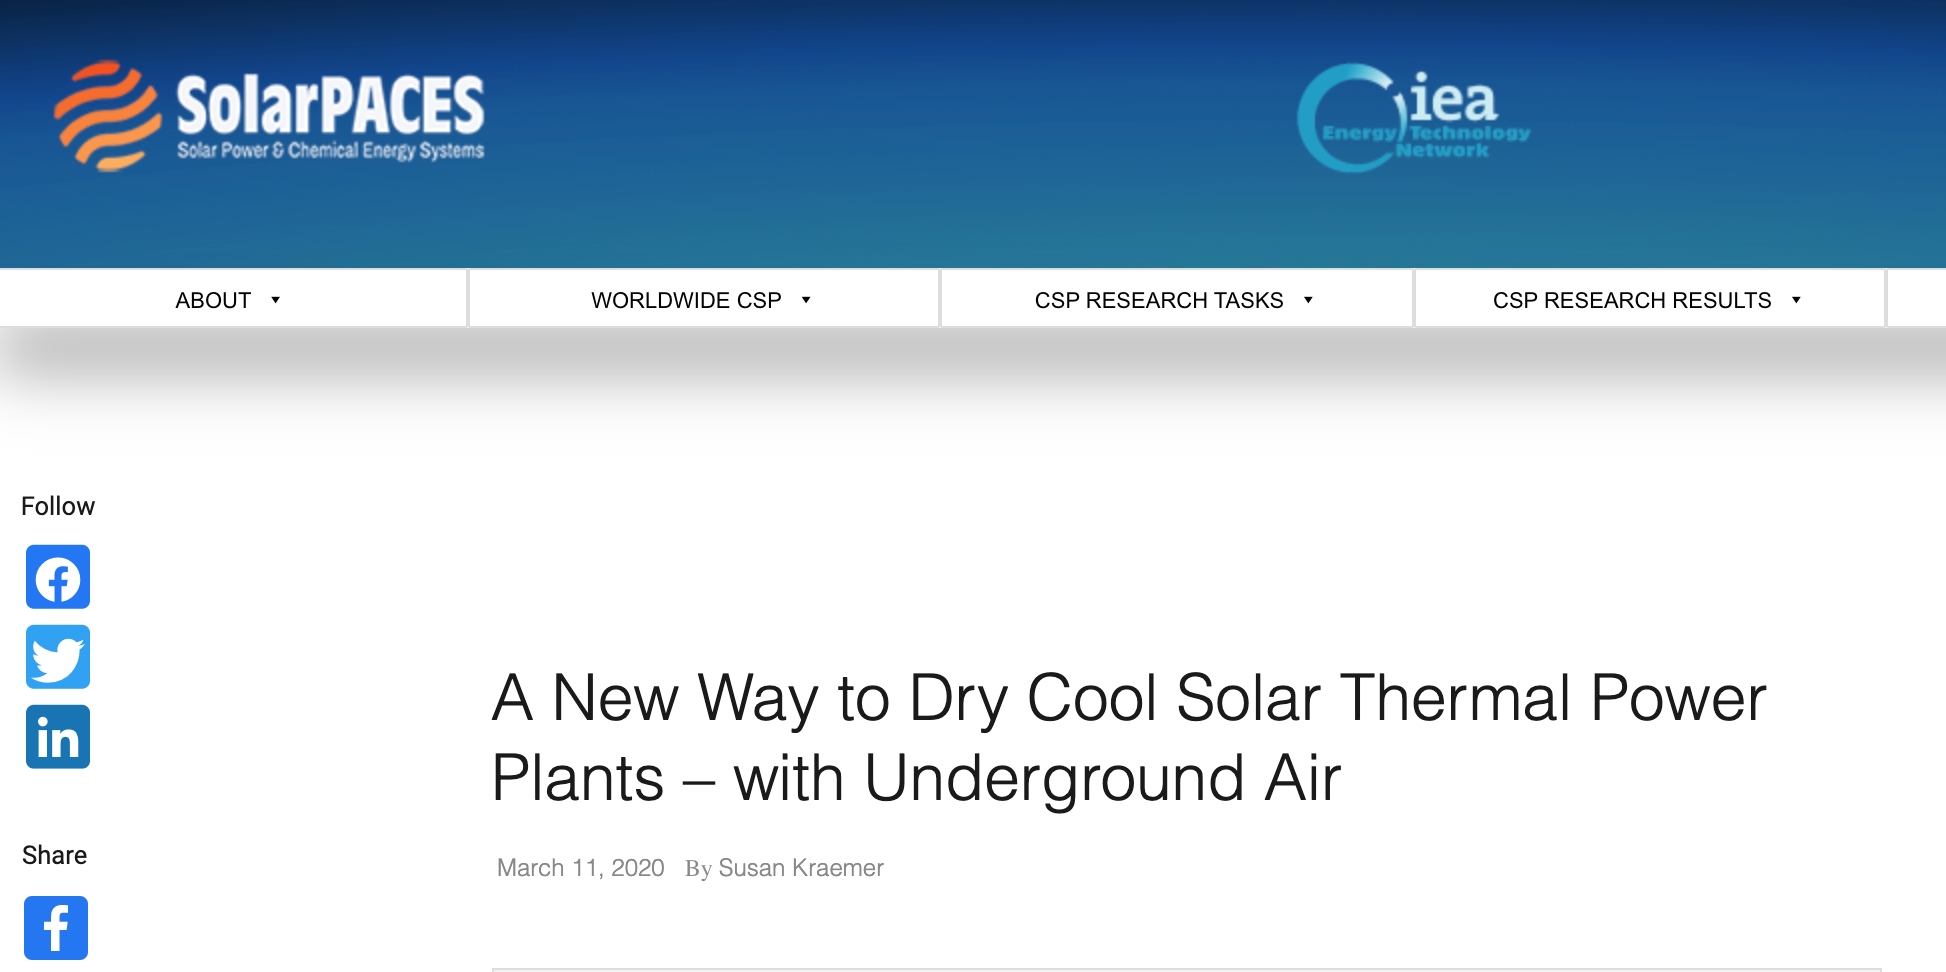 SolarPACES
Solar Power & Chemical Energy Systems
iea
Energy Technology
Network
ABOUT
WORLDWIDE CSP
CSP RESEARCH TASKS
CSP RESEARCH RESULTS
Follow
in
A New Way to Dry Cool Solar Thermal Power
Plants – with Underground Air
March 11, 2020 By Susan Kraemer
Share